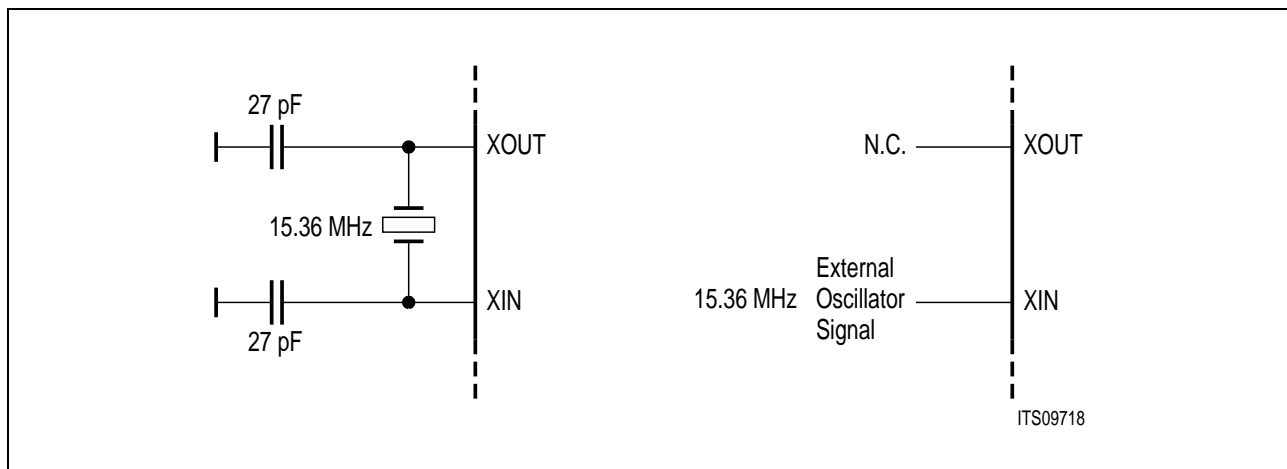 27 pF
XOUT
15.36 MHz
XIN
27 pF
N.C.
XOUT
15.36 MHz
External
Oscillator
Signal
XIN
ITS09718